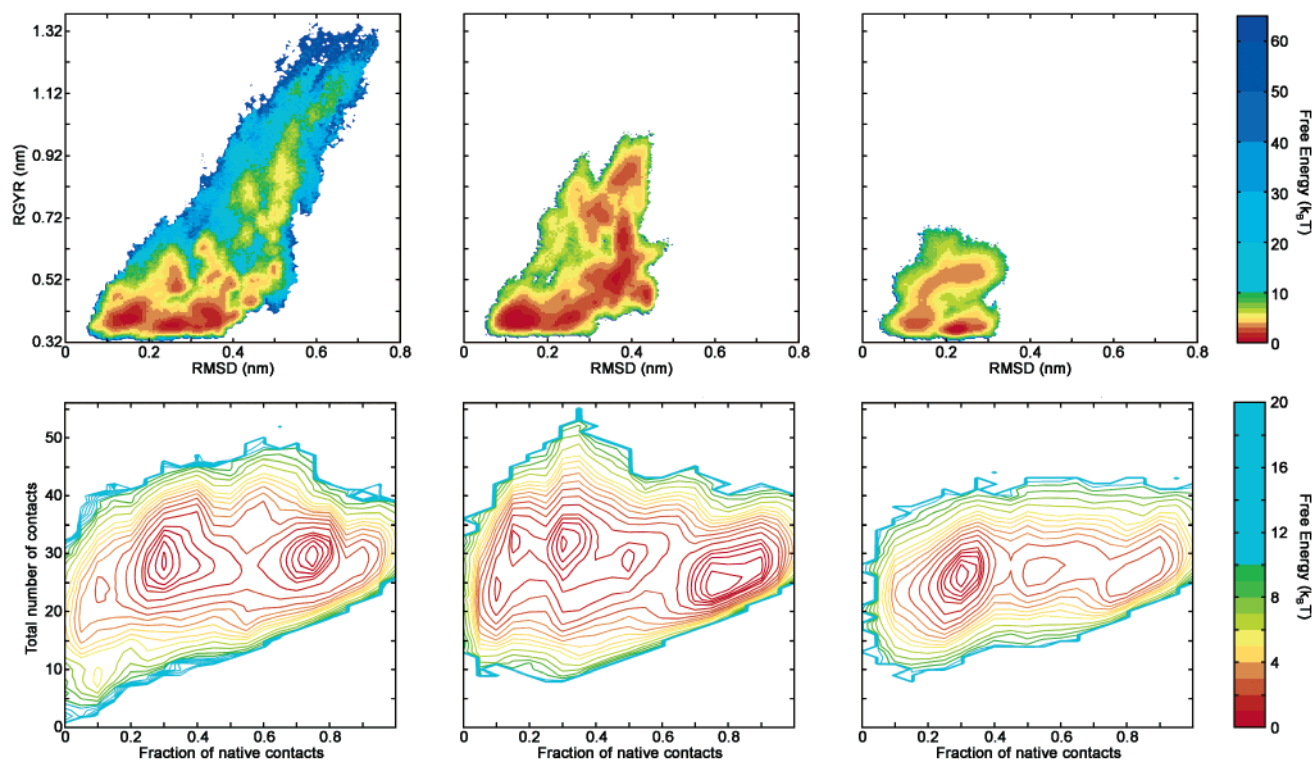 1.32
1.12
0.92
0.72
0.52
0.32
RGYR (nm)
0 0.2 0.4 0.6 0.8
RMSD (nm)
0 0.2 0.4 0.6 0.8
RMSD (nm)
0 0.2 0.4 0.6 0.8
RMSD (nm)
60
50
40
30
20
10
0
Free Energy (kBT)
50
40
30
20
10
0
Total number of contacts
0 0.2 0.4 0.6 0.8
Fraction of native contacts
0 0.2 0.4 0.6 0.8
Fraction of native contacts
0 0.2 0.4 0.6 0.8
Fraction of native contacts
20
16
12
8
4
0
Free Energy (kBT)